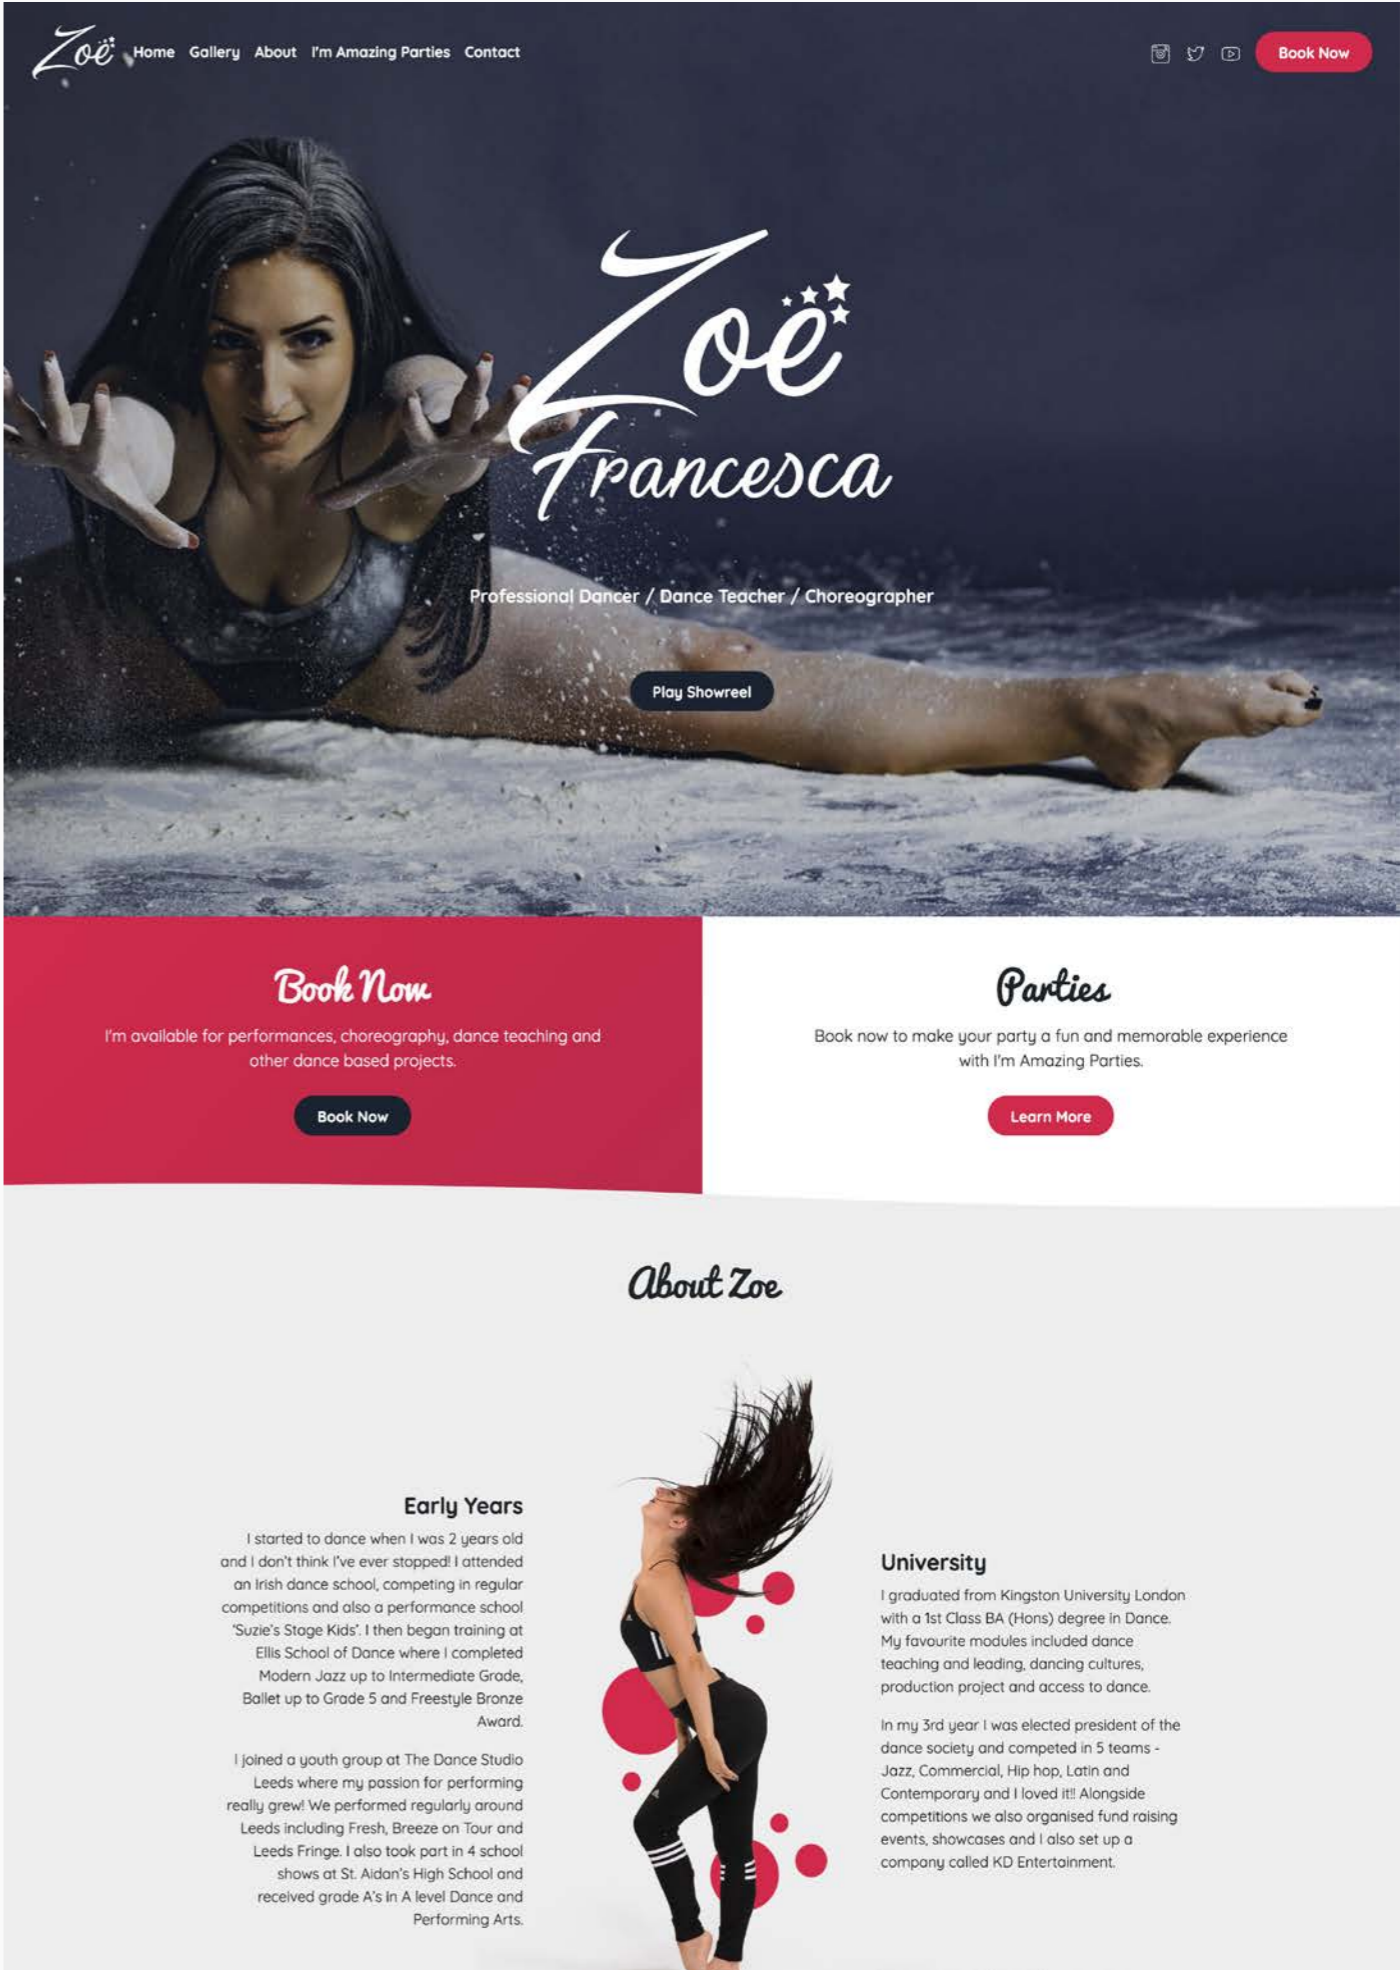 Zoë Home Gallery About I'm Amazing Parties Contact Book Now
Zoë
Francesca
Professional Dancer / Dance Teacher / Choreographer
Play Showreel
Book Now
I'm available for performances, choreography, dance teaching and
other dance based projects.
Book Now
Parties
Book now to make your party a fun and memorable experience
with I'm Amazing Parties.
Learn More
About Zoe
Early Years
I started to dance when I was 2 years old
and I don't think I've ever stopped! I attended
an Irish dance school, competing in regular
competitions and also a performance school
'Suzie's Stage Kids'. I then began training at
Ellis School of Dance where I completed
Modern Jazz up to Intermediate Grade,
Ballet up to Grade 5 and Freestyle Bronze
Award.
I joined a youth group at The Dance Studio
Leeds where my passion for performing
really grew! We performed regularly around
Leeds including Fresh, Breeze on Tour and
Leeds Fringe. I also took part in 4 school
shows at St. Aidan's High School and
received grade A's in A level Dance and
Performing Arts.
University
I graduated from Kingston University London
with a 1st Class BA (Hons) degree in Dance.
My favourite modules included dance
teaching and leading, dancing cultures,
production project and access to dance.
In my 3rd year I was elected president of the
dance society and competed in 5 teams -
Jazz, Commercial, Hip hop, Latin and
Contemporary and I loved it!! Alongside
competitions we also organised fund raising
events, showcases and I also set up a
company called KD Entertainment.